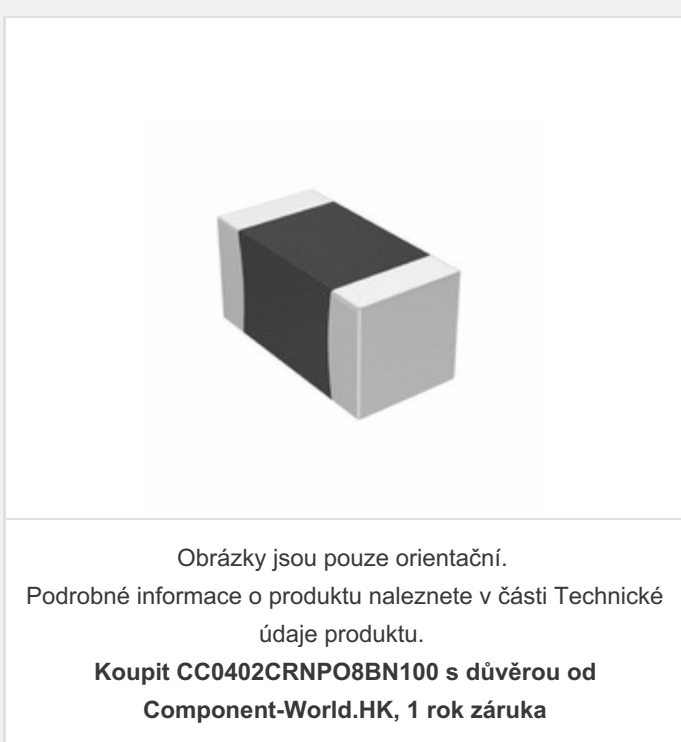 Obrázky jsou pouze orientační.
Podrobné informace o produktu naleznete v části Technické
údaje produktu.
Koupit CC0402CRNPO8BN100 s důvěrou od
Component-World.HK, 1 rok záruka